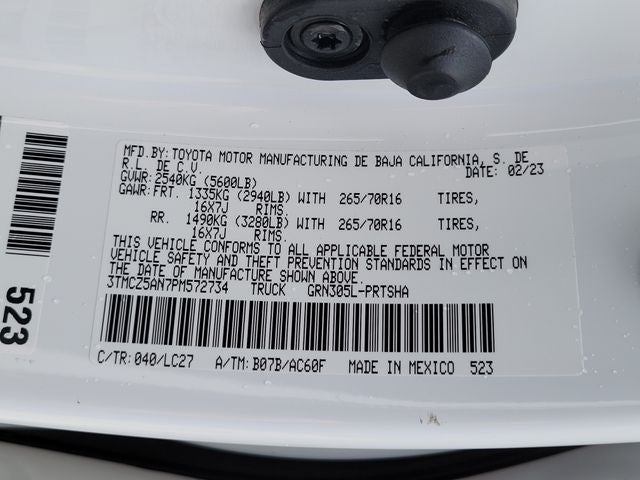 MFD.BY:TOYOTA MOTOR MANUFACTURING DE BAJA CALIFORNIA, S. DE
R.L. DE C.V. DATE: 02/23
GVWR:2540KG (5600LB)
GAWR:FRT. 1335KG (2940LB) WITH 265/70R16 TIRES,
16X7J RIMS.
RR. 1490KG (3280LB) WITH 265/70R16 TIRES,
16X7J RIMS.
THIS VEHICLE CONFORMS TO ALL APPLICABLE FEDERAL MOTOR
VEHICLE SAFETY AND THEFT PREVENTION STANDARDS IN EFFECT ON
THE DATE OF MANUFACTURE SHOWN ABOVE.
3TMCZ5AN7PM572734 TRUCK GRN305L-PRTSHA
C/TR:040/LC27 A/TM:B07B/AC60F MADE IN MEXICO 523
523